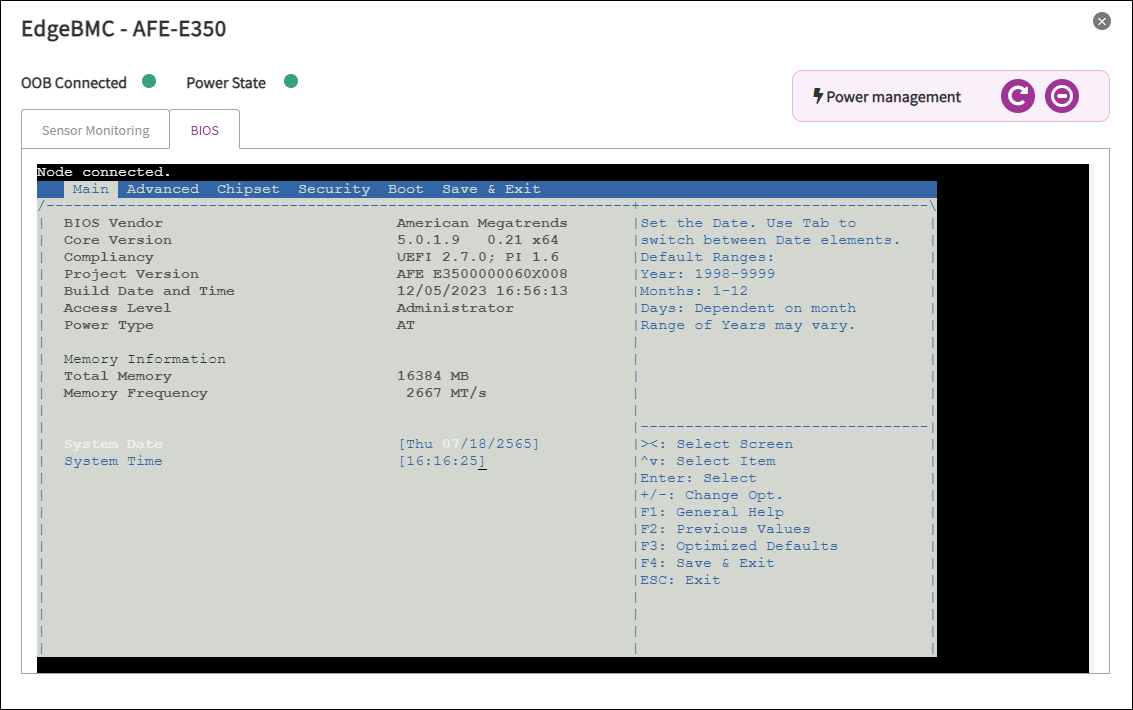 EdgeBMC - AFE-E350
OOB Connected Power State
Power management
Sensor Monitoring BIOS
Node connected.
Main Advanced Chipset Security Boot Save & Exit
BIOS Vendor American Megatrends Set the Date. Use Tab to
Core Version 5.0.1.9 0.21 x64 switch between Date elements.
Compliancy UEFI 2.7.0; PI 1.6 Default Ranges:
Project Version AFE E3500000060X008 Year: 1998-9999
Build Date and Time 12/05/2023 16:56:13 Months: 1-12
Access Level Administrator Days: Dependent on month
Power Type AT Range of Years may vary.
Memory Information
Total Memory 16384 MB
Memory Frequency 2667 MT/s
System Date [Thu 07/18/2565] ><: Select Screen
System Time [16:16:25] ^v: Select Item
Enter: Select
+/-: Change Opt.
F1: General Help
F2: Previous Values
F3: Optimized Defaults
F4: Save & Exit
ESC: Exit